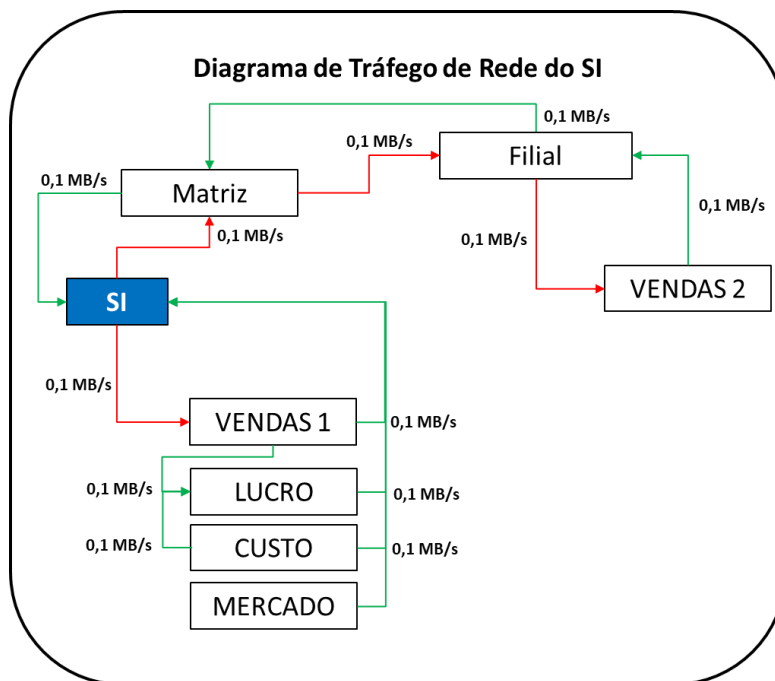 Diagrama de Tráfego de Rede do SI
0,1 MB/s
0,1 MB/s
Filial
0,1 MB/s
Matriz
0,1 MB/s
0,1 MB/s
0,1 MB/s
SI
VENDAS 2
0,1 MB/s
VENDAS 1
0,1 MB/s
0,1 MB/s
LUCRO
0,1 MB/s
0,1 MB/s
CUSTO
0,1 MB/s
MERCADO